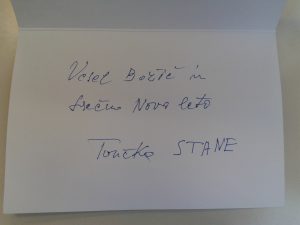 Vesel Božič in
Srečno Novo leto
Tončka STANE